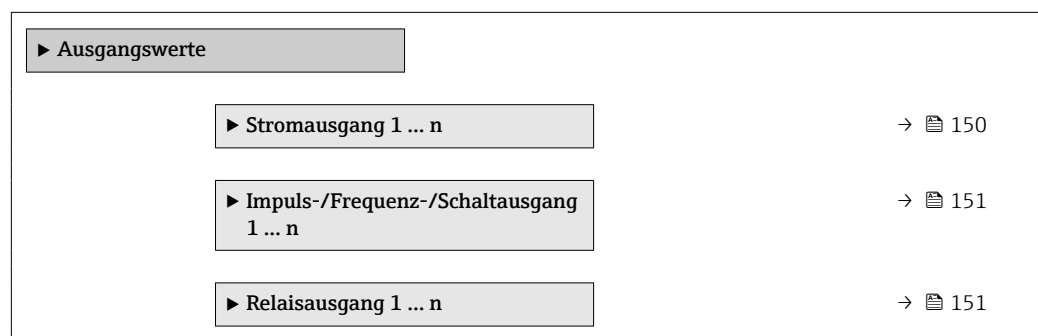 ▶ Ausgangswerte
▶ Stromausgang 1 … n → 150
▶ Impuls-/Frequenz-/Schaltausgang → 151
1 … n
▶ Relaisausgang 1 … n → 151